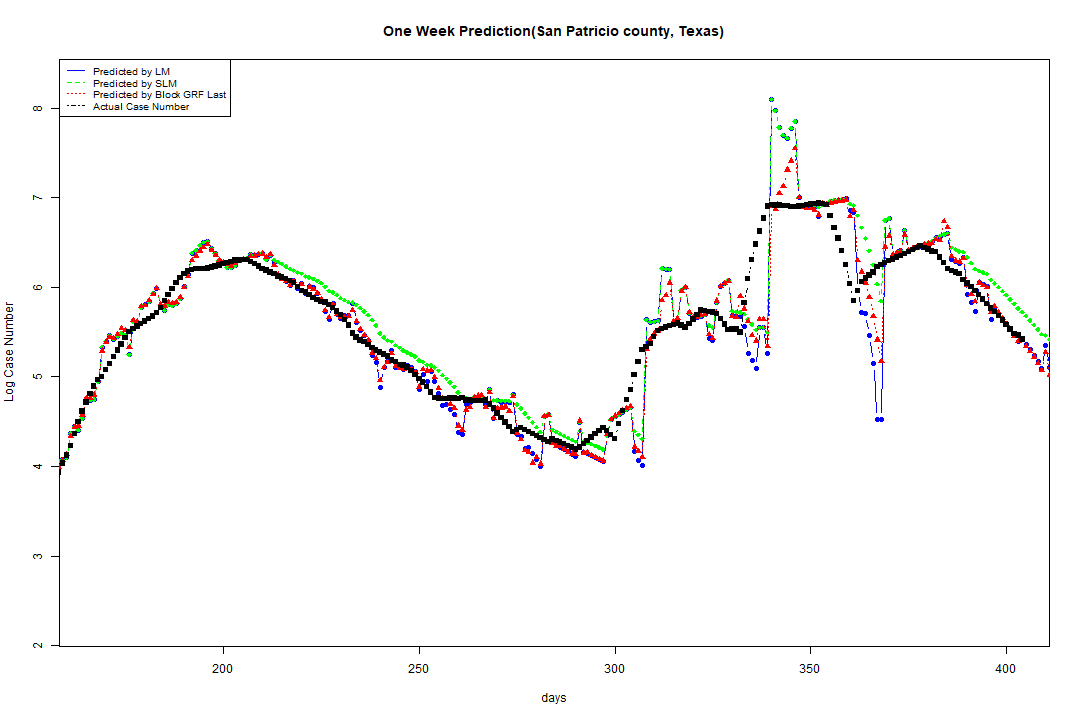 One Week Prediction(San Patricio county, Texas)
Predicted by LM
Predicted by SLM
Predicted by Block GRF Last
Actual Case Number
8
7
6
5
4
3
2
Log Case Number
200 250 300 350 400
days